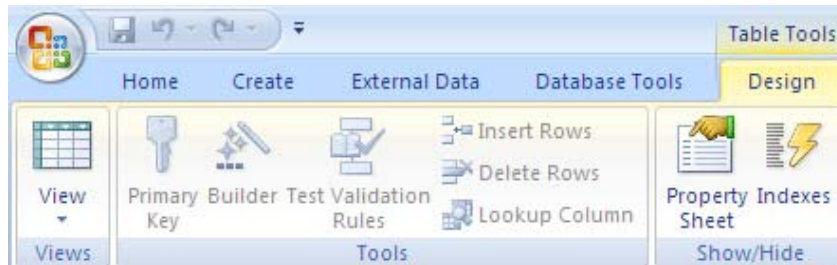 Table Tools
Home Create External Data Database Tools Design
View
Primary Key
Builder
Test Validation Rules
Insert Rows
Delete Rows
Lookup Column
Property Sheet
Indexes
Views Tools Show/Hide